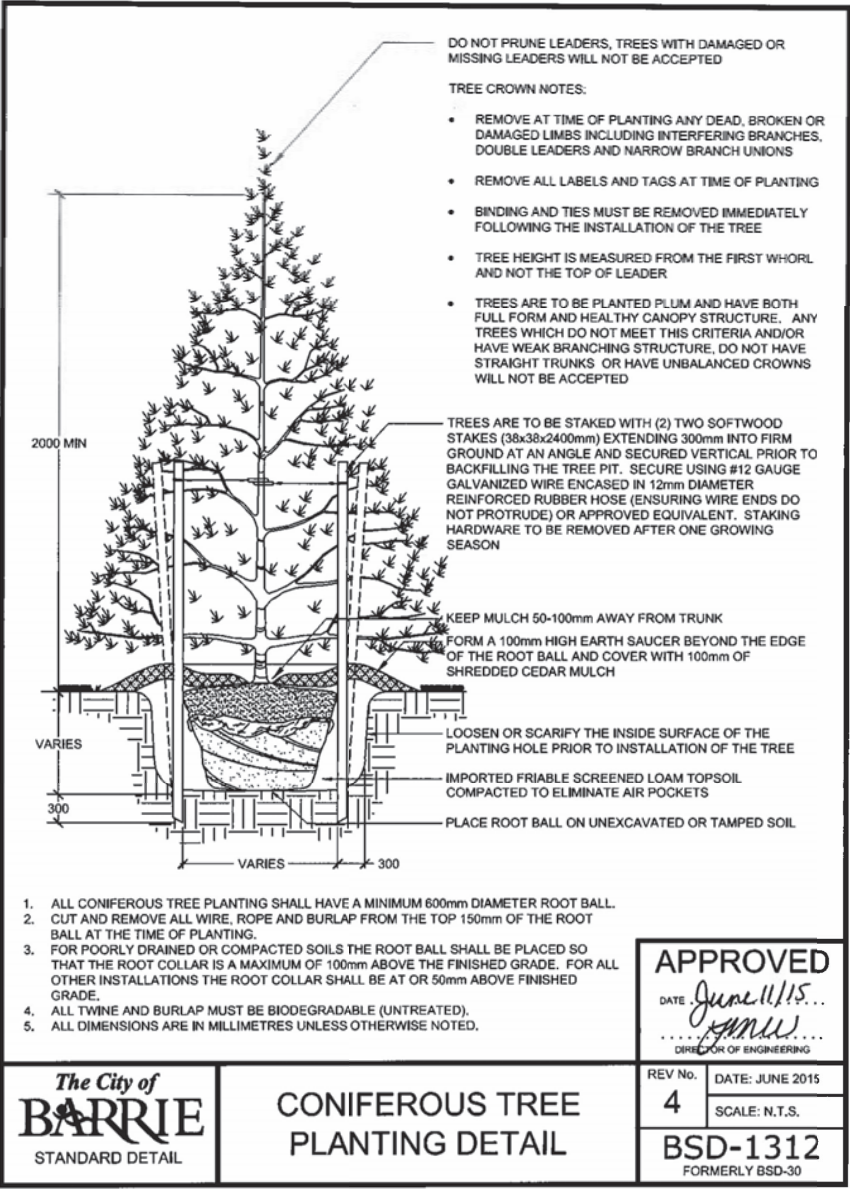 DO NOT PRUNE LEADERS, TREES WITH DAMAGED OR
MISSING LEADERS WILL NOT BE ACCEPTED
TREE CROWN NOTES:
• REMOVE AT TIME OF PLANTING ANY DEAD, BROKEN OR
DAMAGED LIMBS INCLUDING INTERFERING BRANCHES,
DOUBLE LEADERS AND NARROW BRANCH UNIONS
• REMOVE ALL LABELS AND TAGS AT TIME OF PLANTING
• BINDING AND TIES MUST BE REMOVED IMMEDIATELY
FOLLOWING THE INSTALLATION OF THE TREE
• TREE HEIGHT IS MEASURED FROM THE FIRST WHORL
AND NOT THE TOP OF LEADER
• TREES ARE TO BE PLANTED PLUM AND HAVE BOTH
FULL FORM AND HEALTHY CANOPY STRUCTURE. ANY
TREES WHICH DO NOT MEET THIS CRITERIA AND/OR
HAVE WEAK BRANCHING STRUCTURE, DO NOT HAVE
STRAIGHT TRUNKS OR HAVE UNBALANCED CROWNS
WILL NOT BE ACCEPTED
2000 MIN
TREES ARE TO BE STAKED WITH (2) TWO SOFTWOOD
STAKES (38x38x2400mm) EXTENDING 300mm INTO FIRM
GROUND AT AN ANGLE AND SECURED VERTICAL PRIOR TO
BACKFILLING THE TREE PIT. SECURE USING #12 GAUGE
GALVANIZED WIRE ENCASED IN 12mm DIAMETER
REINFORCED RUBBER HOSE (ENSURING WIRE ENDS DO
NOT PROTRUDE) OR APPROVED EQUIVALENT. STAKING
HARDWARE TO BE REMOVED AFTER ONE GROWING
SEASON
KEEP MULCH 50-100mm AWAY FROM TRUNK
FORM A 100mm HIGH EARTH SAUCER BEYOND THE EDGE
OF THE ROOT BALL AND COVER WITH 100mm OF
SHREDDED CEDAR MULCH
VARIES
LOOSEN OR SCARIFY THE INSIDE SURFACE OF THE
PLANTING HOLE PRIOR TO INSTALLATION OF THE TREE
IMPORTED FRIABLE SCREENED LOAM TOPSOIL
COMPACTED TO ELIMINATE AIR POCKETS
300
PLACE ROOT BALL ON UNEXCAVATED OR TAMPED SOIL
VARIES
300
1. ALL CONIFEROUS TREE PLANTING SHALL HAVE A MINIMUM 600mm DIAMETER ROOT BALL.
2. CUT AND REMOVE ALL WIRE, ROPE AND BURLAP FROM THE TOP 150mm OF THE ROOT
BALL AT THE TIME OF PLANTING.
3. FOR POORLY DRAINED OR COMPACTED SOILS THE ROOT BALL SHALL BE PLACED SO
THAT THE ROOT COLLAR IS A MAXIMUM OF 100mm ABOVE THE FINISHED GRADE. FOR ALL
OTHER INSTALLATIONS THE ROOT COLLAR SHALL BE AT OR 50mm ABOVE FINISHED
GRADE.
4. ALL TWINE AND BURLAP MUST BE BIODEGRADABLE (UNTREATED).
5. ALL DIMENSIONS ARE IN MILLIMETRES UNLESS OTHERWISE NOTED.
APPROVED
DATE June 11/15
DIRECTOR OF ENGINEERING
The City of
BARRIE
STANDARD DETAIL
CONIFEROUS TREE
PLANTING DETAIL
REV No.
4
DATE: JUNE 2015
SCALE: N.T.S.
BSD-1312
FORMERLY BSD-30